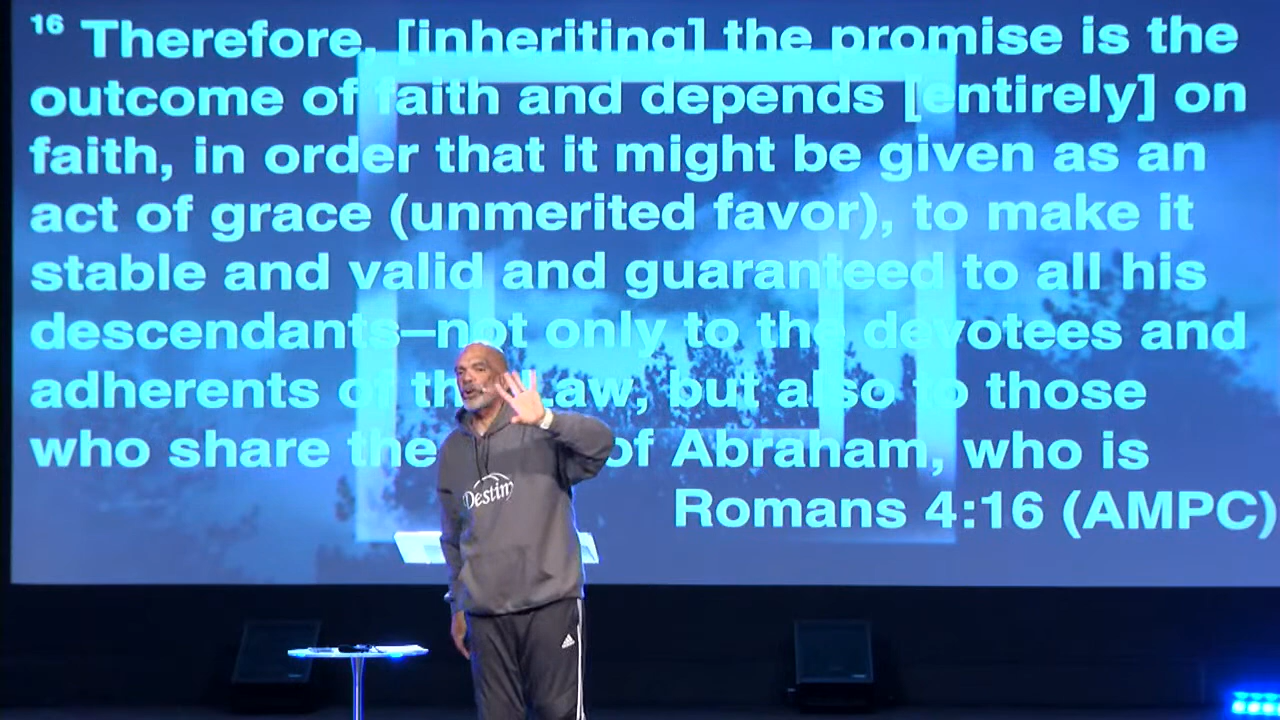 16 Therefore, [inheriting] the promise is the
outcome of faith and depends [entirely] on
faith, in order that it might be given as an
act of grace (unmerited favor), to make it
stable and valid and guaranteed to all his
descendants–not only to the devotees and
adherents of the Law, but also to those
who share the of Abraham, who is
Romans 4:16 (AMPC)
Destin